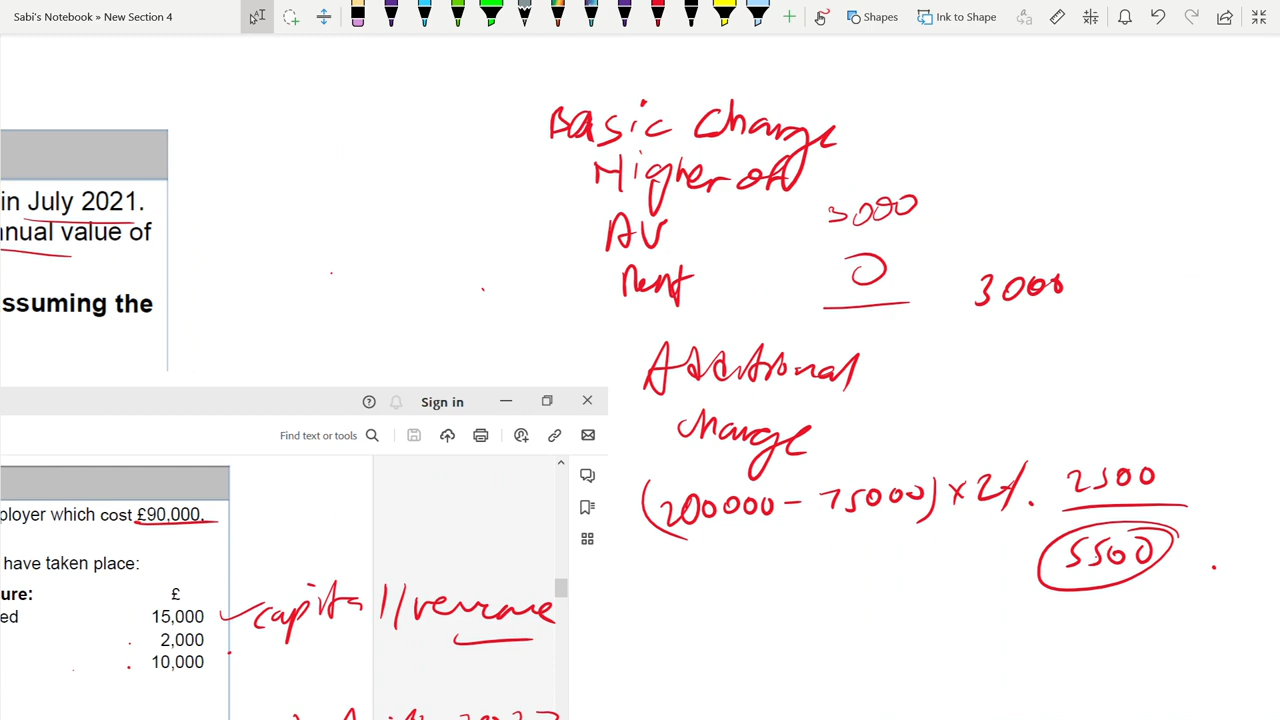 Sabi's Notebook » New Section 4
Shapes
Ink to Shape
in July 2021.
nnual value of
ssuming the
Basic Charge
Higher of
AV 3000
Rent 0 3000
Additional
charge
(200000 - 75000) × 2%. 2500
5500
Sign in
Find text or tools
ployer which cost £90,000.
have taken place:
ure: £
ed 15,000
2,000
10,000
capital/revenue